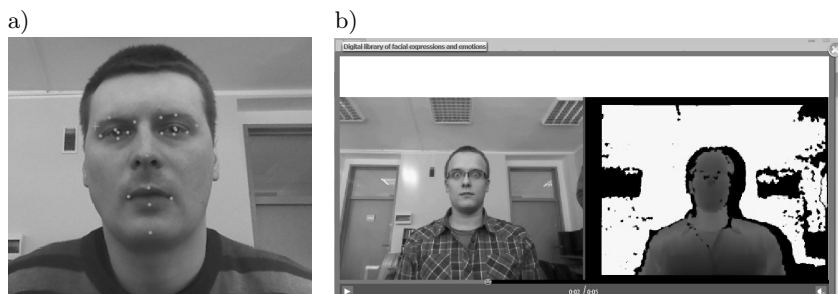 a)
b)
Digital library of facial expressions and emotions
0:02 / 0:05